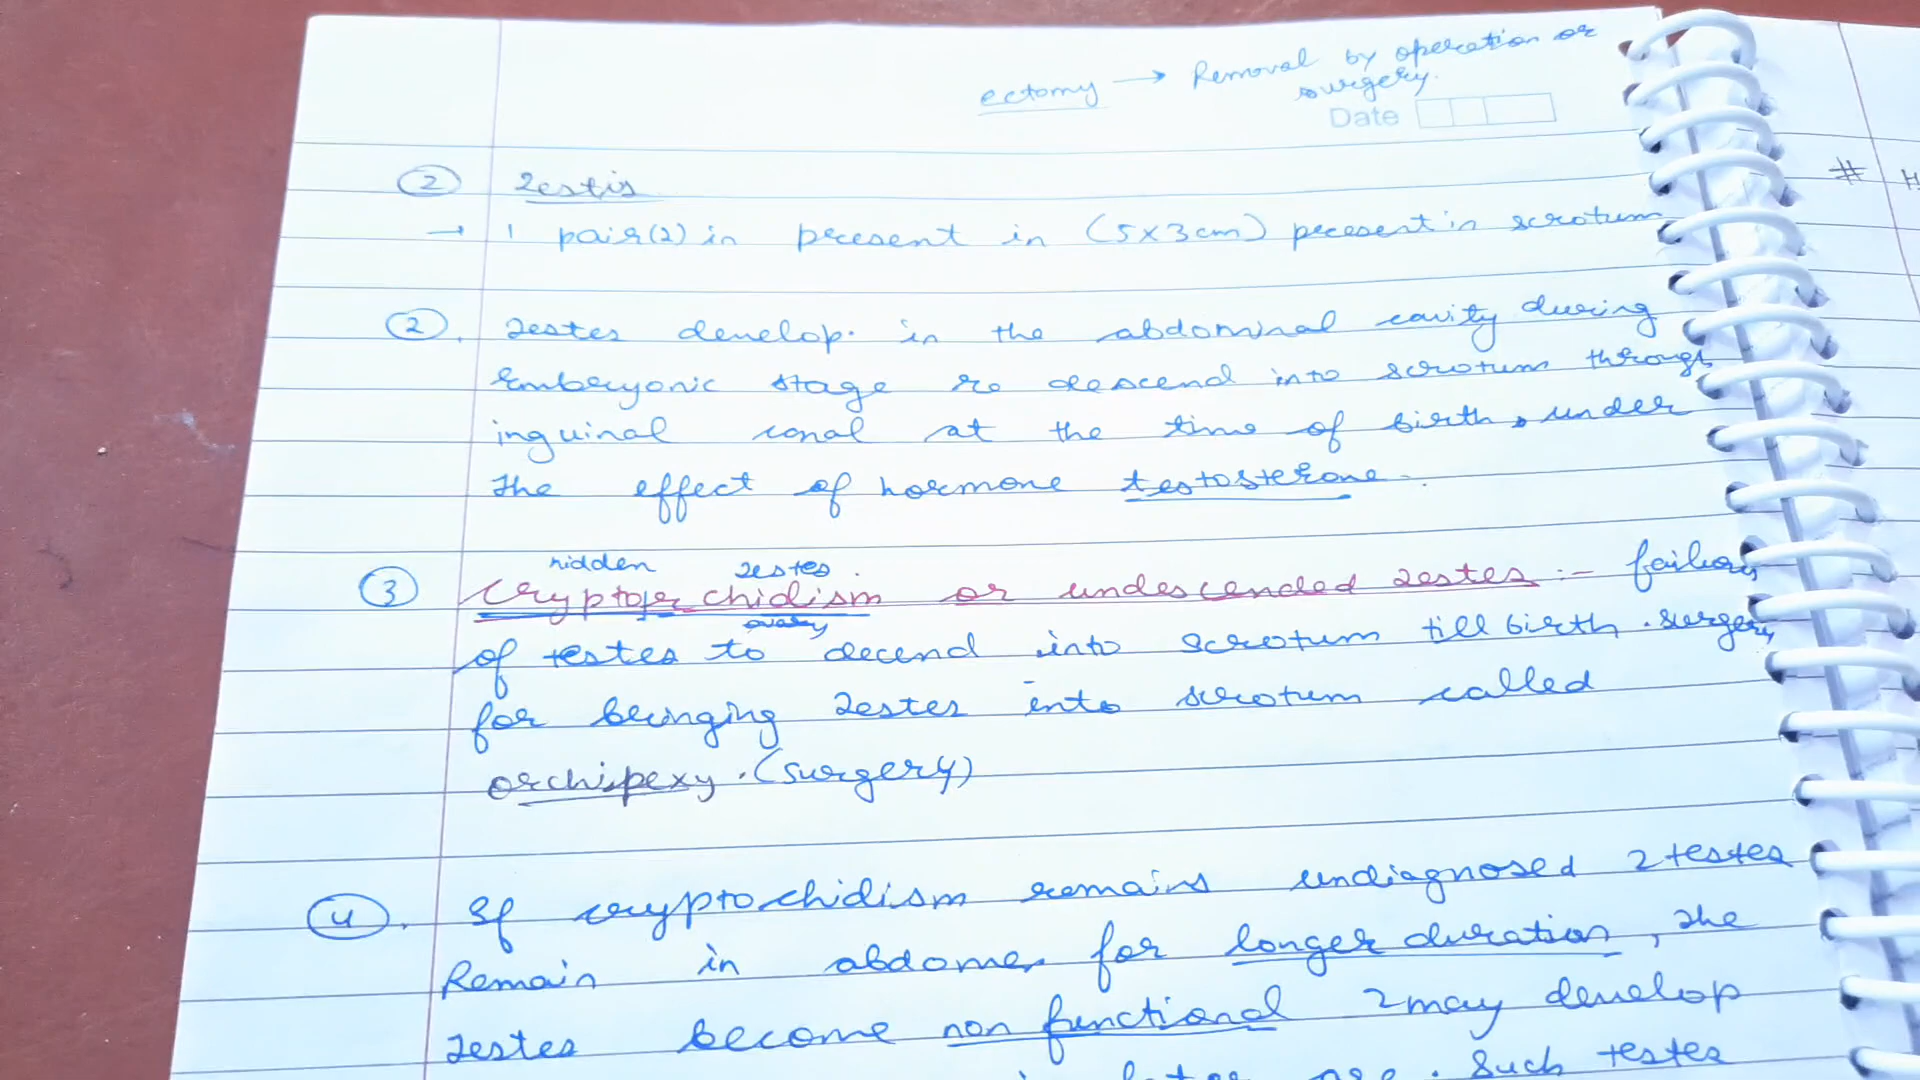 ectomy → Removal by operation or
surgery.
Date
② Testis
→ 1 pair(2) in precesent in (5x3cm) precesent in scrotum
②. Testes develop. in the abdominal cavity during
Embryonic stage descend into scrotum through
inguinal canal at the time of birth, under
The effect of hormone testosterone.
hidden Testes.
③ cryptorchidism or undescended Testes :- failure
ovary
of testes to decend into scrotum till birth. surgery
for bringing Testes into scrotum called
orchipexy. (surgery)
④. If cryptochidism remains undiagnosed 2 testes
Remain in abdomen for longer duration, The
Testes become non functional 2 may develop
Such testes
#